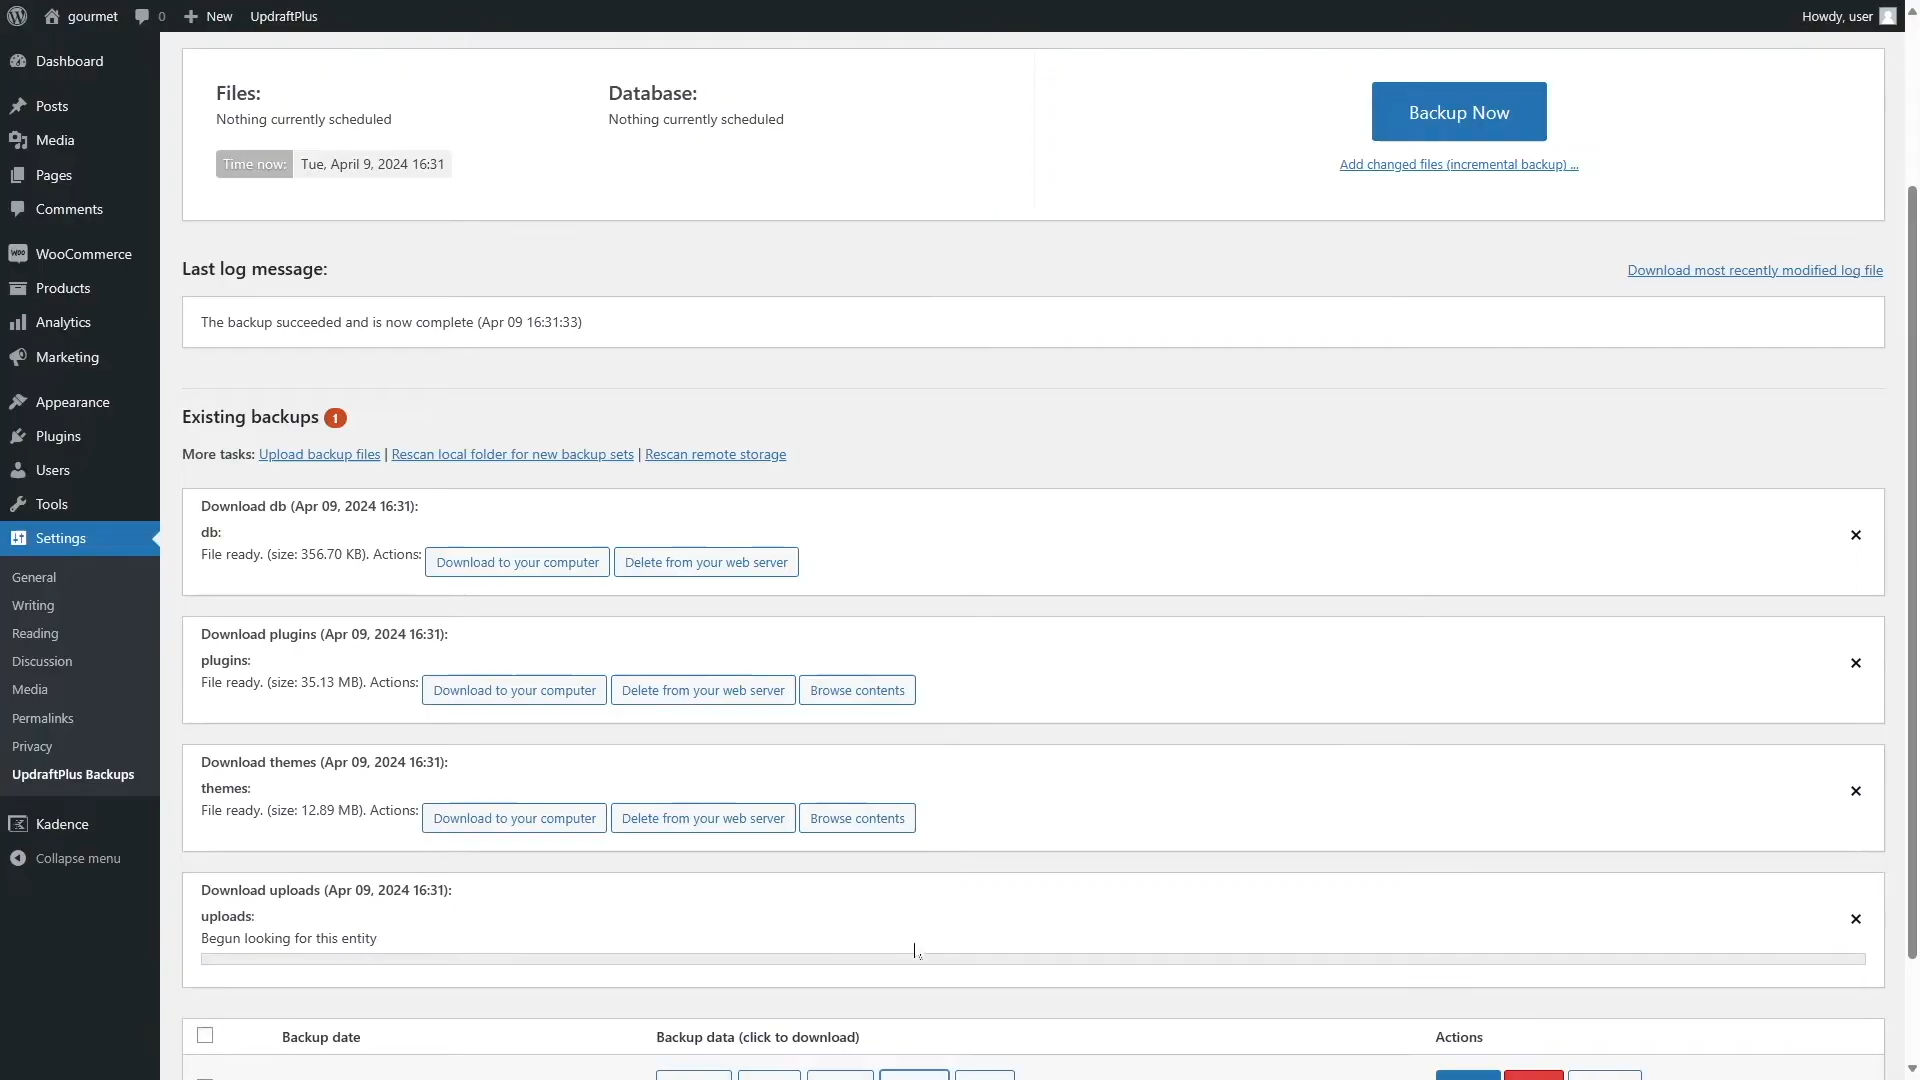 gourmet
0
New
UpdraftPlus
Howdy, user
Dashboard
Posts
Media
Pages
Comments
WooCommerce
Products
Analytics
Marketing
Appearance
Plugins
Users
Tools
Settings
General
Writing
Reading
Discussion
Media
Permalinks
Privacy
UpdraftPlus Backups
Kadence
Collapse menu
Files:
Nothing currently scheduled
Database:
Nothing currently scheduled
Time now: Tue, April 9, 2024 16:31
Backup Now
Add changed files (incremental backup) ...
Last log message:
Download most recently modified log file
The backup succeeded and is now complete (Apr 09 16:31:33)
Existing backups 1
More tasks: Upload backup files | Rescan local folder for new backup sets | Rescan remote storage
Download db (Apr 09, 2024 16:31):
db:
File ready. (size: 356.70 KB). Actions: Download to your computer Delete from your web server
Download plugins (Apr 09, 2024 16:31):
plugins:
File ready. (size: 35.13 MB). Actions: Download to your computer Delete from your web server Browse contents
Download themes (Apr 09, 2024 16:31):
themes:
File ready. (size: 12.89 MB). Actions: Download to your computer Delete from your web server Browse contents
Download uploads (Apr 09, 2024 16:31):
uploads:
Begun looking for this entity
Backup date
Backup data (click to download)
Actions